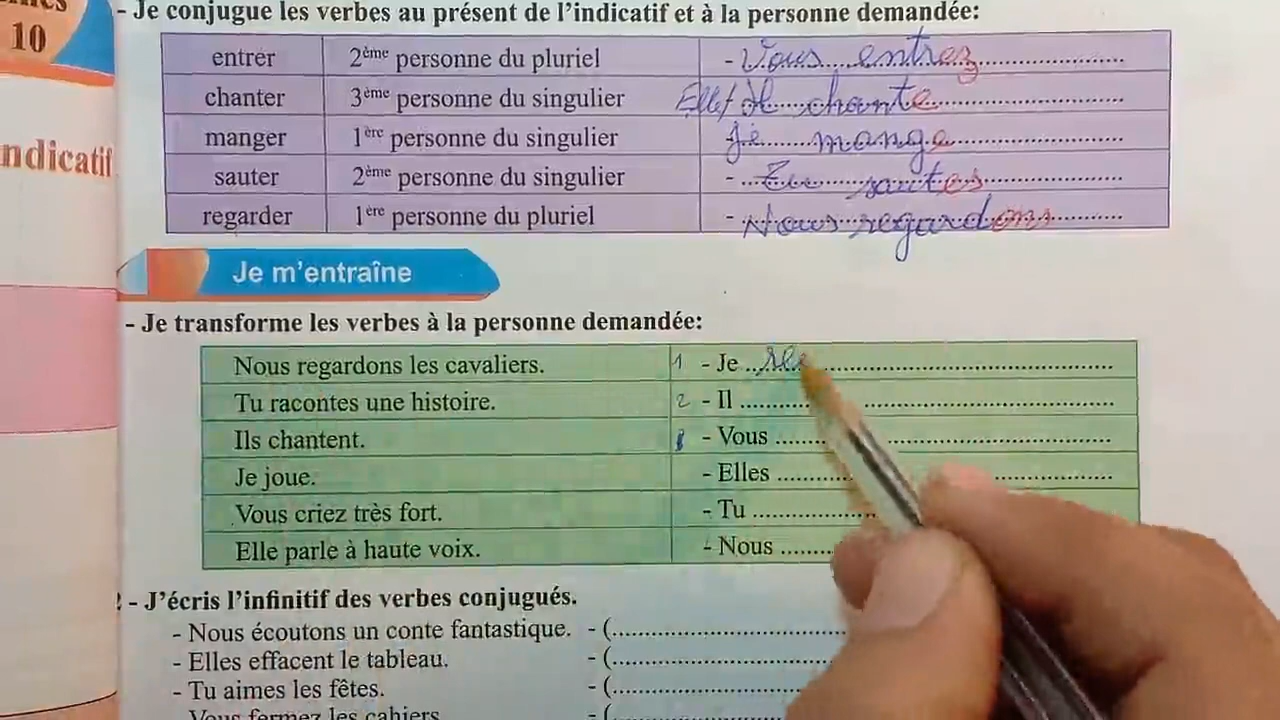 - Je conjugue les verbes au présent de l'indicatif et à la personne demandée:
10
entrer 2ème personne du pluriel - Vous entrez
chanter 3ème personne du singulier Elle/Il chante
manger 1ère personne du singulier Je mange
ndicatif
sauter 2ème personne du singulier - Tu sautes
regarder 1ère personne du pluriel - Nous regardons
Je m'entraîne
- Je transforme les verbes à la personne demandée:
Nous regardons les cavaliers. 1 - Je
Tu racontes une histoire. 2 - Il
Ils chantent. - Vous
Je joue. - Elles
Vous criez très fort. - Tu
Elle parle à haute voix. - Nous
- J'écris l'infinitif des verbes conjugués.
- Nous écoutons un conte fantastique. - (
- Elles effacent le tableau. - (
- Tu aimes les fêtes. - (
Vous fermez les cahiers - (